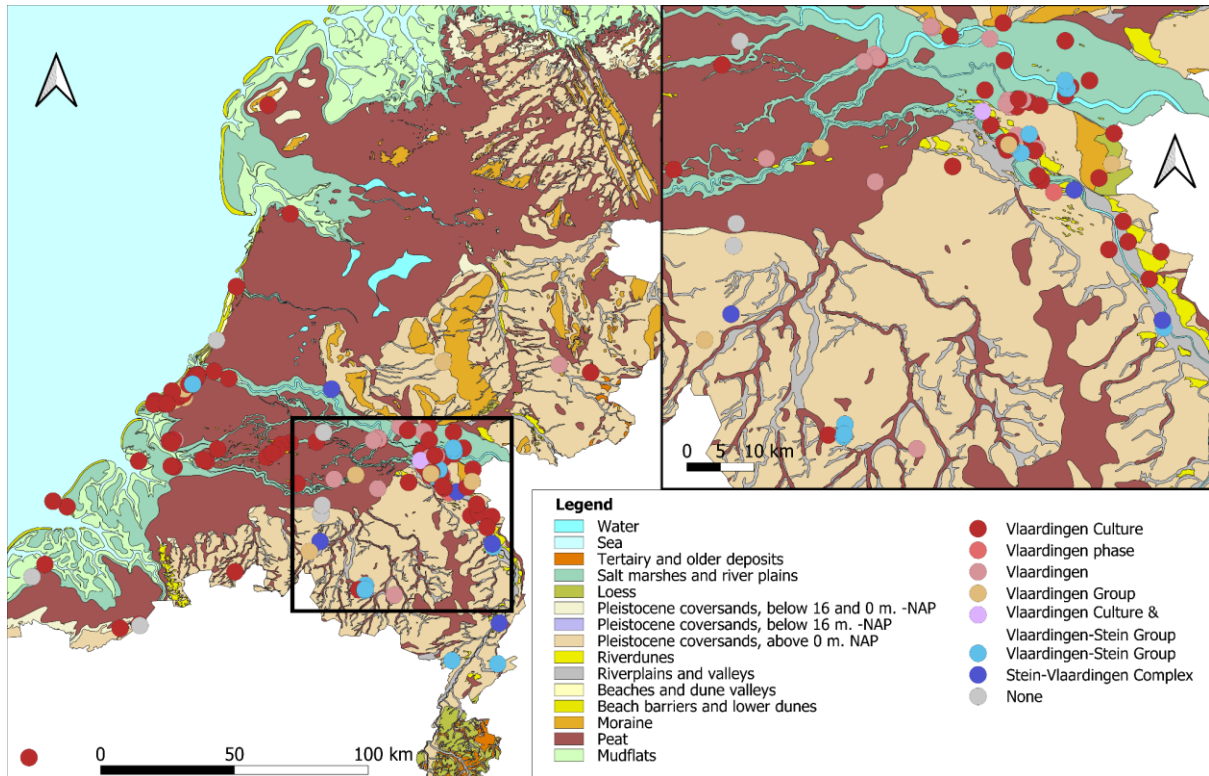 0 5 10 km
Legend
Water
Sea
Tertairy and older deposits
Salt marshes and river plains
Loess
Pleistocene coversands, below 16 and 0 m. -NAP
Pleistocene coversands, below 16 m. -NAP
Pleistocene coversands, above 0 m. NAP
Riverdunes
Riverplains and valleys
Beaches and dune valleys
Beach barriers and lower dunes
Moraine
Peat
Mudflats
Vlaardingen Culture
Vlaardingen phase
Vlaardingen
Vlaardingen Group
Vlaardingen Culture &
Vlaardingen-Stein Group
Vlaardingen-Stein Group
Stein-Vlaardingen Complex
None
0 50 100 km